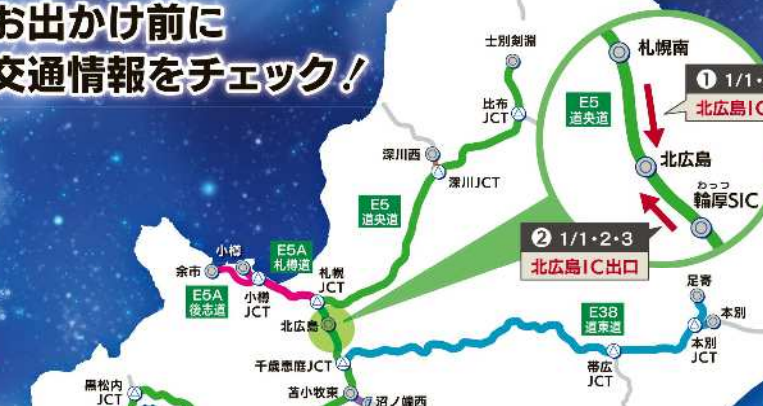 お出かけ前に
交通情報をチェック!
士別剣淵
比布
JCT
深川西
深川JCT
E5
道央道
札幌南
❶ 1/1・
北広島IC
E5
道央道
北広島
わっつ
輪厚SIC
❷ 1/1・2・3
北広島IC出口
小樽
余市
E5A
札樽道
E5A
後志道
小樽
JCT
札幌
JCT
北広島
千歳恵庭JCT
苫小牧東
沼ノ端西
黒松内
JCT
E38
道東道
足寄
本別
本別
JCT
帯広
JCT